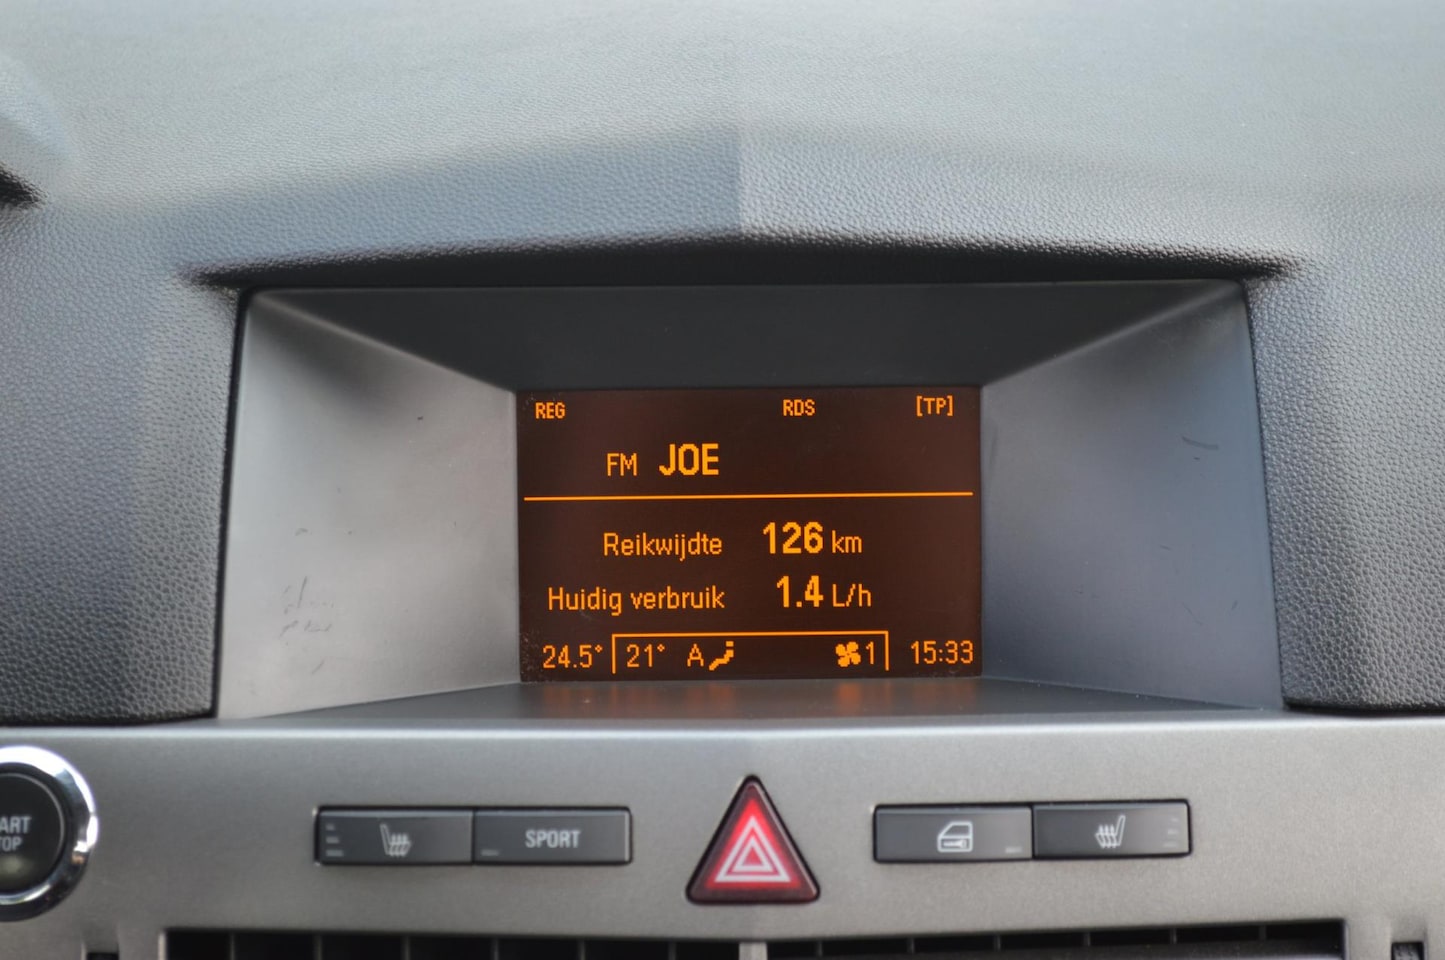 REG RDS [TP]
FM JOE
Reikwijdte 126 km
Huidig verbruik 1.4 L/h
24.5° 21° A 1 15:33
SPORT